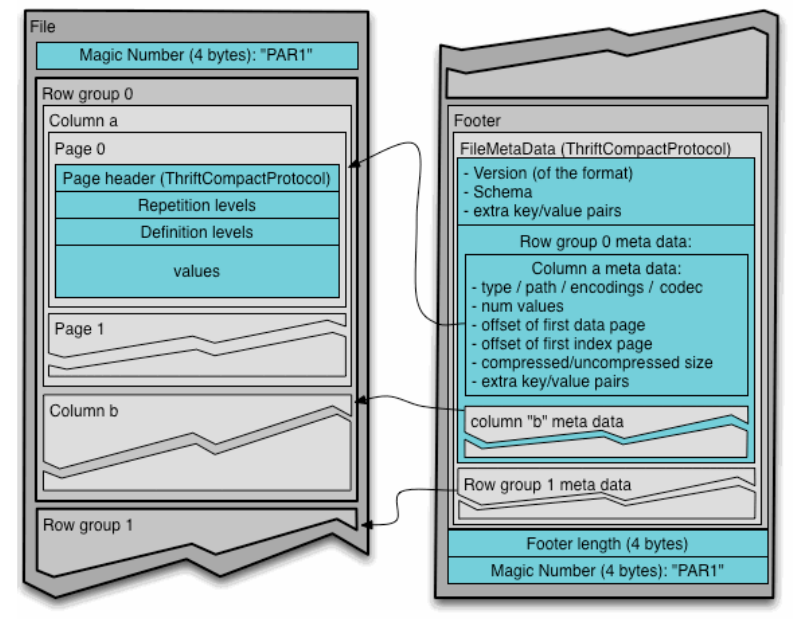 File
Magic Number (4 bytes): "PAR1"
Row group 0
Column a
Page 0
Page header (ThriftCompactProtocol)
Repetition levels
Definition levels
values
Page 1
Column b
Row group 1
Footer
FileMetaData (ThriftCompactProtocol)
- Version (of the format)
- Schema
- extra key/value pairs
Row group 0 meta data:
Column a meta data:
- type / path / encodings / codec
- num values
- offset of first data page
- offset of first index page
- compressed/uncompressed size
- extra key/value pairs
column "b" meta data
Row group 1 meta data
Footer length (4 bytes)
Magic Number (4 bytes): "PAR1"